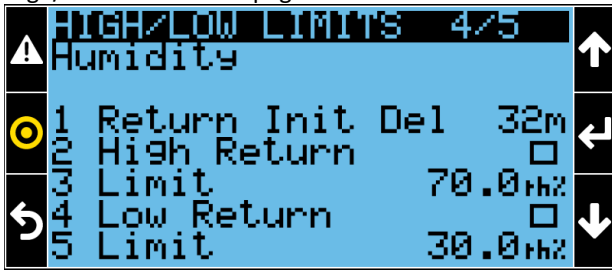 HIGH/LOW LIMITS 4/5
Humidity
1 Return Init Del 32m
2 High Return
3 Limit 70.0rh%
4 Low Return
5 Limit 30.0rh%